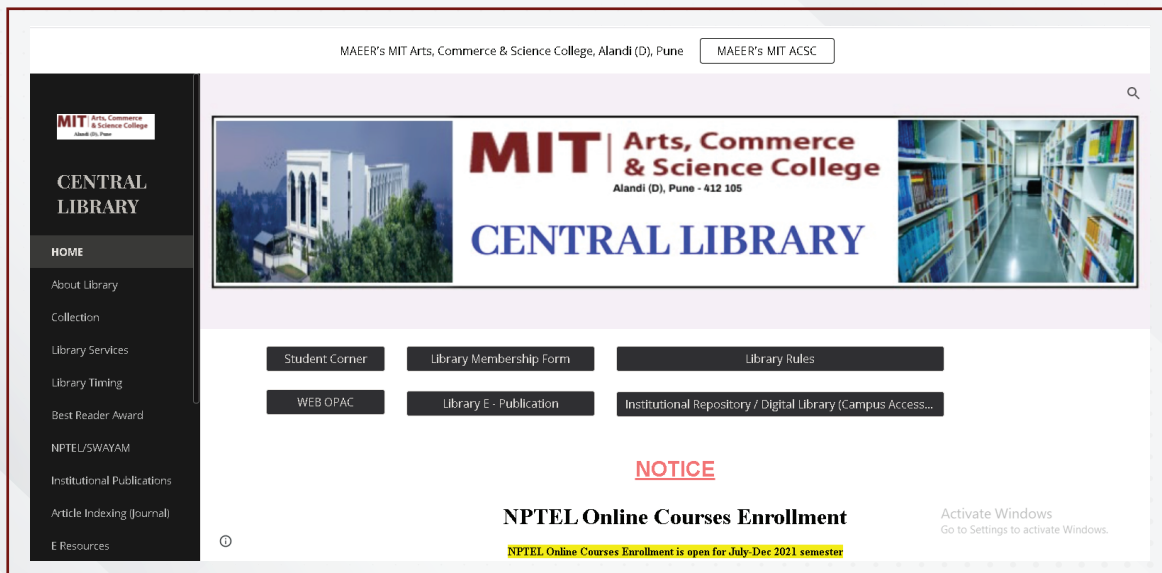 MAEER's MIT Arts, Commerce & Science College, Alandi (D), Pune
MAEER's MIT ACSC
MIT Arts, Commerce
& Science College
Alandi (D), Pune
CENTRAL
LIBRARY
HOME
About Library
Collection
Library Services
Library Timing
Best Reader Award
NPTEL/SWAYAM
Institutional Publications
Article Indexing (Journal)
E Resources
MIT Arts, Commerce
& Science College
Alandi (D), Pune - 412 105
CENTRAL LIBRARY
Student Corner
Library Membership Form
Library Rules
WEB OPAC
Library E - Publication
Institutional Repository / Digital Library (Campus Access...
NOTICE
NPTEL Online Courses Enrollment
NPTEL Online Courses Enrollment is open for July-Dec 2021 semester
Activate Windows
Go to Settings to activate Windows.